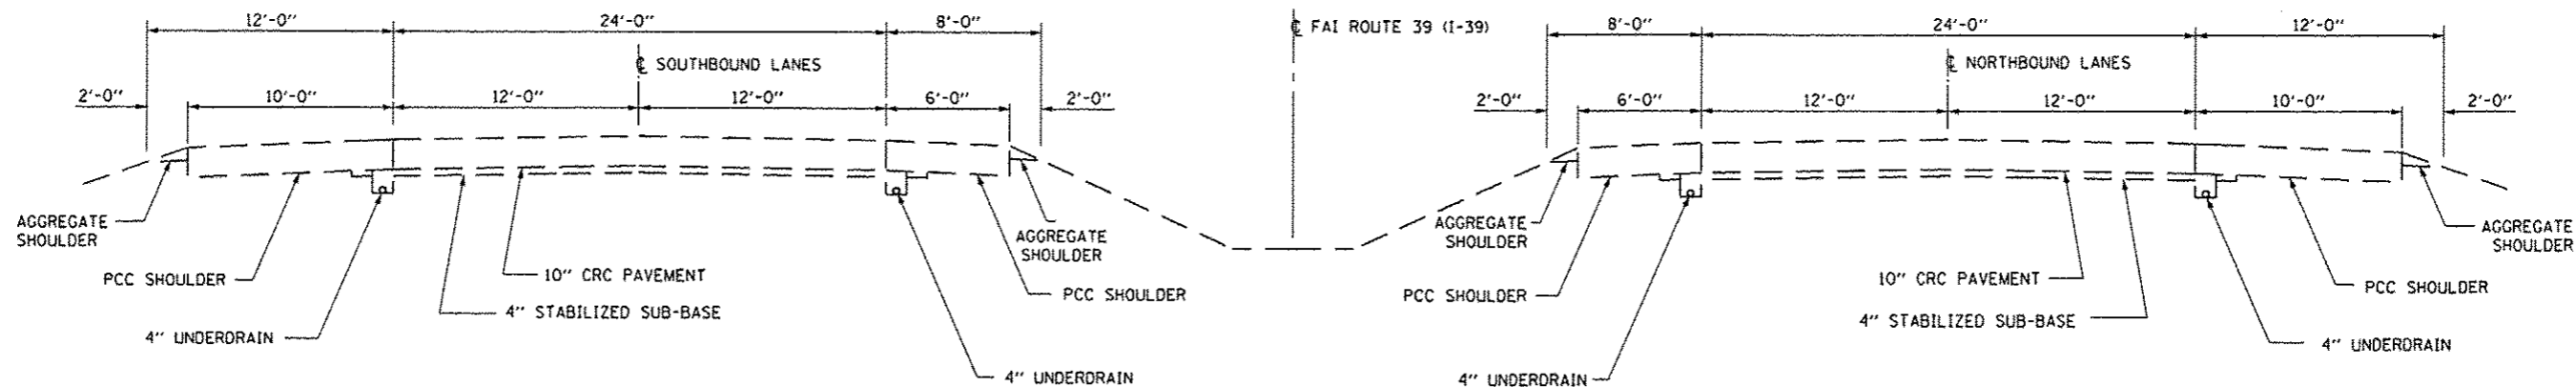 12'-0" 24'-0" 8'-0" ℄ FAI ROUTE 39 (I-39) 8'-0" 24'-0" 12'-0"
℄ SOUTHBOUND LANES ℄ NORTHBOUND LANES
2'-0" 10'-0" 12'-0" 12'-0" 6'-0" 2'-0" 2'-0" 6'-0" 12'-0" 12'-0" 10'-0" 2'-0"
AGGREGATE
SHOULDER
PCC SHOULDER
4" UNDERDRAIN
10" CRC PAVEMENT
4" STABILIZED SUB-BASE
AGGREGATE
SHOULDER
PCC SHOULDER
4" UNDERDRAIN
AGGREGATE
SHOULDER
PCC SHOULDER
4" UNDERDRAIN
10" CRC PAVEMENT
4" STABILIZED SUB-BASE
AGGREGATE
SHOULDER
PCC SHOULDER
4" UNDERDRAIN